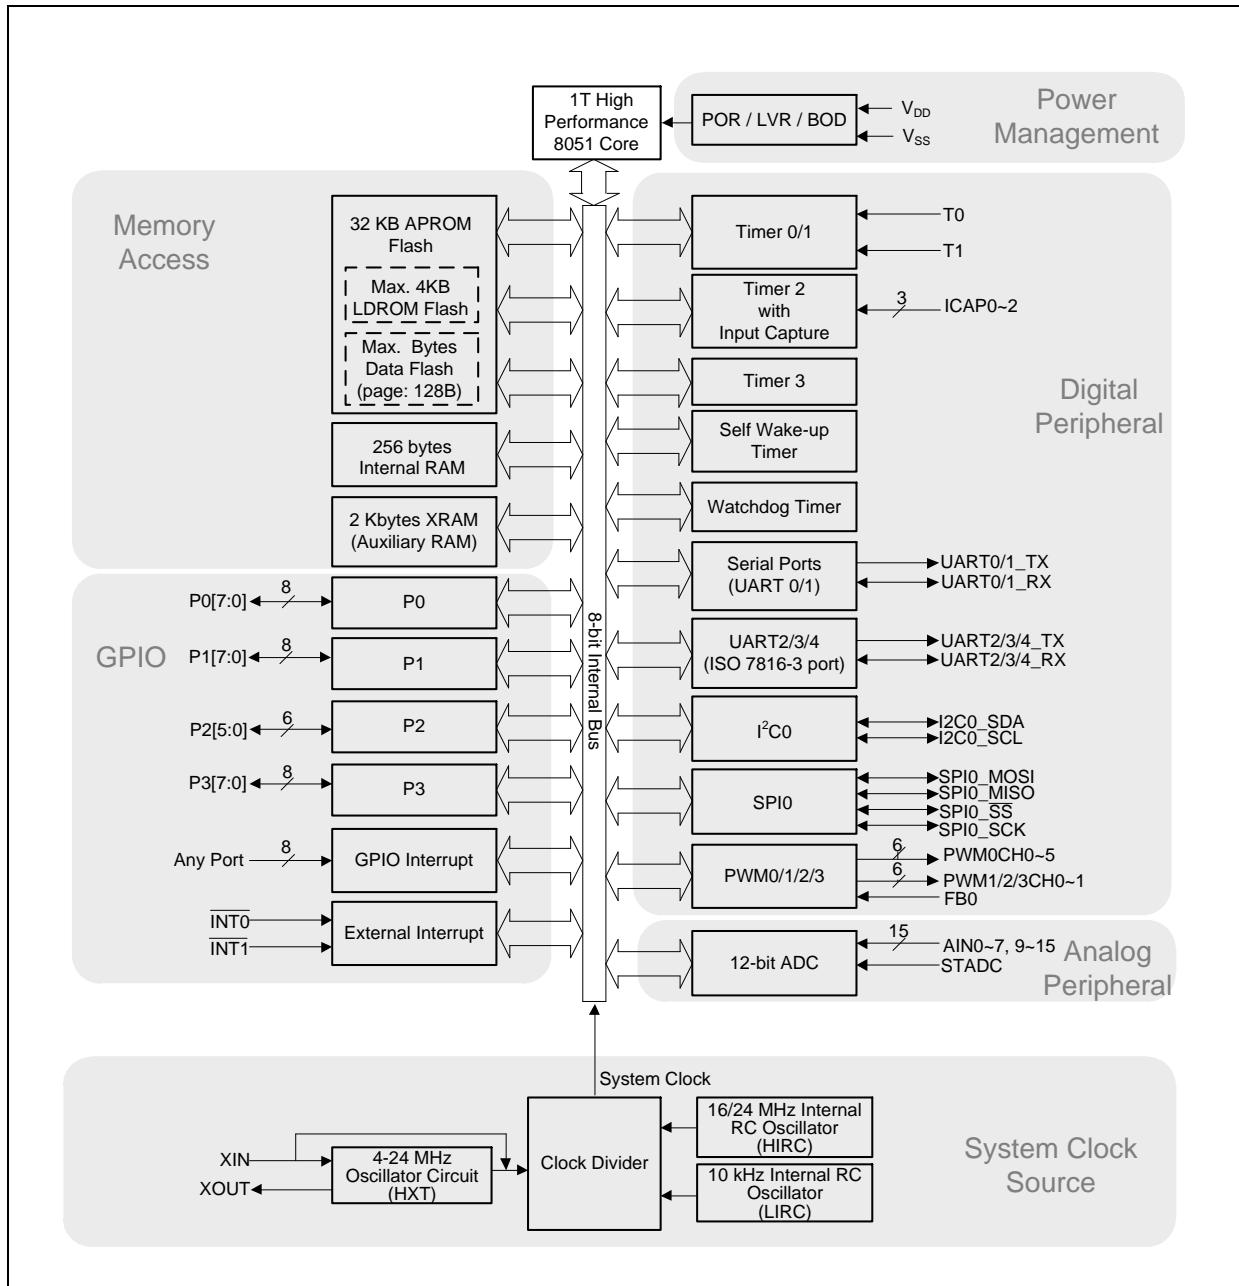 1T High
Performance
8051 Core
POR / LVR / BOD
VDD
VSS
Power
Management
Memory
Access
32 KB APROM
Flash
Max. 4KB
LDROM Flash
Max. Bytes
Data Flash
(page: 128B)
256 bytes
Internal RAM
2 Kbytes XRAM
(Auxiliary RAM)
GPIO
P0[7:0]
8
P0
P1[7:0]
8
P1
P2[5:0]
6
P2
P3[7:0]
8
P3
Any Port
8
GPIO Interrupt
INT0
INT1
External Interrupt
8-bit Internal Bus
Timer 0/1
T0
T1
Timer 2
with
Input Capture
3
ICAP0~2
Timer 3
Self Wake-up
Timer
Watchdog Timer
Digital
Peripheral
Serial Ports
(UART 0/1)
UART0/1_TX
UART0/1_RX
UART2/3/4
(ISO 7816-3 port)
UART2/3/4_TX
UART2/3/4_RX
I2C0
I2C0_SDA
I2C0_SCL
SPI0
SPI0_MOSI
SPI0_MISO
SPI0_SS
SPI0_SCK
PWM0/1/2/3
6
PWM0CH0~5
6
PWM1/2/3CH0~1
FB0
12-bit ADC
15
AIN0~7, 9~15
STADC
Analog
Peripheral
System Clock
XIN
XOUT
4-24 MHz
Oscillator Circuit
(HXT)
Clock Divider
16/24 MHz Internal
RC Oscillator
(HIRC)
10 kHz Internal RC
Oscillator
(LIRC)
System Clock
Source